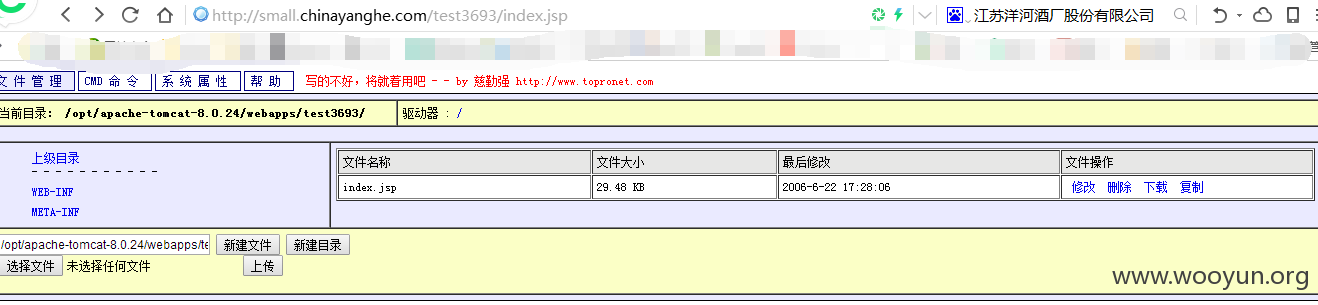 http://small.chinayanghe.com/test3693/index.jsp 江苏洋河酒厂股份有限公司
文件管理 CMD命令 系统属性 帮助 写的不好，将就着用吧 - - by 慈勤强 http://www.topronet.com
当前目录: /opt/apache-tomcat-8.0.24/webapps/test3693/ 驱动器 : /
上级目录
- - - - - - - - - - -
WEB-INF
META-INF
文件名称 文件大小 最后修改 文件操作
index.jsp 29.48 KB 2006-6-22 17:28:06 修改 删除 下载 复制
/opt/apache-tomcat-8.0.24/webapps/te 新建文件 新建目录
选择文件 未选择任何文件 上传
www.wooyun.org